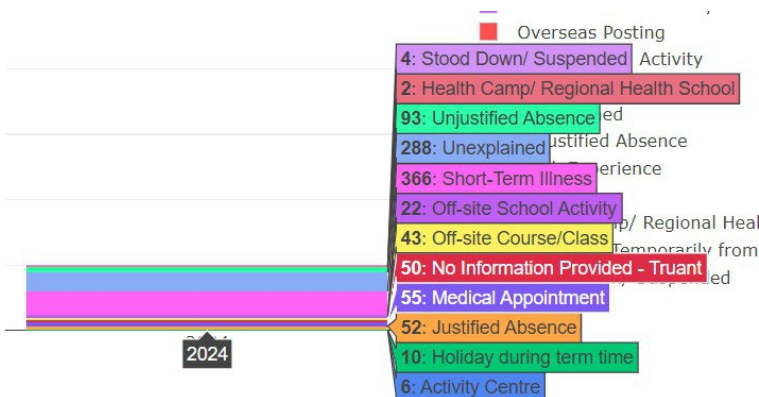 Overseas Posting
4: Stood Down/ Suspended Activity
2: Health Camp/ Regional Health School
93: Unjustified Absence
288: Unexplained ustified Absence
366: Short-Term Illness perience
22: Off-site School Activity
43: Off-site Course/Class p/ Regional Heal
50: No Information Provided - Truant Temporarily from
55: Medical Appointment
52: Justified Absence
10: Holiday during term time
6: Activity Centre
2024